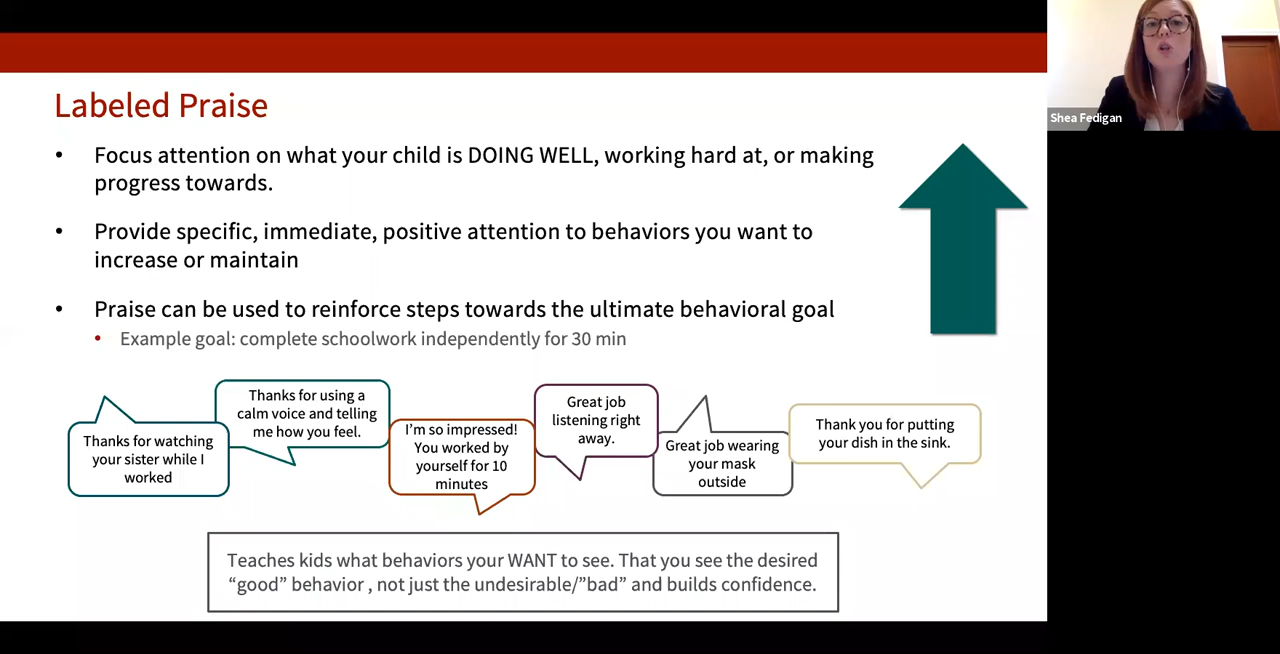 Labeled Praise
• Focus attention on what your child is DOING WELL, working hard at, or making
progress towards.
• Provide specific, immediate, positive attention to behaviors you want to
increase or maintain
• Praise can be used to reinforce steps towards the ultimate behavioral goal
• Example goal: complete schoolwork independently for 30 min
Thanks for watching
your sister while I
worked
Thanks for using a
calm voice and telling
me how you feel.
I'm so impressed!
You worked by
yourself for 10
minutes
Great job
listening right
away.
Great job wearing
your mask
outside
Thank you for putting
your dish in the sink.
Teaches kids what behaviors your WANT to see. That you see the desired
“good” behavior , not just the undesirable/”bad” and builds confidence.
Shea Fedigan